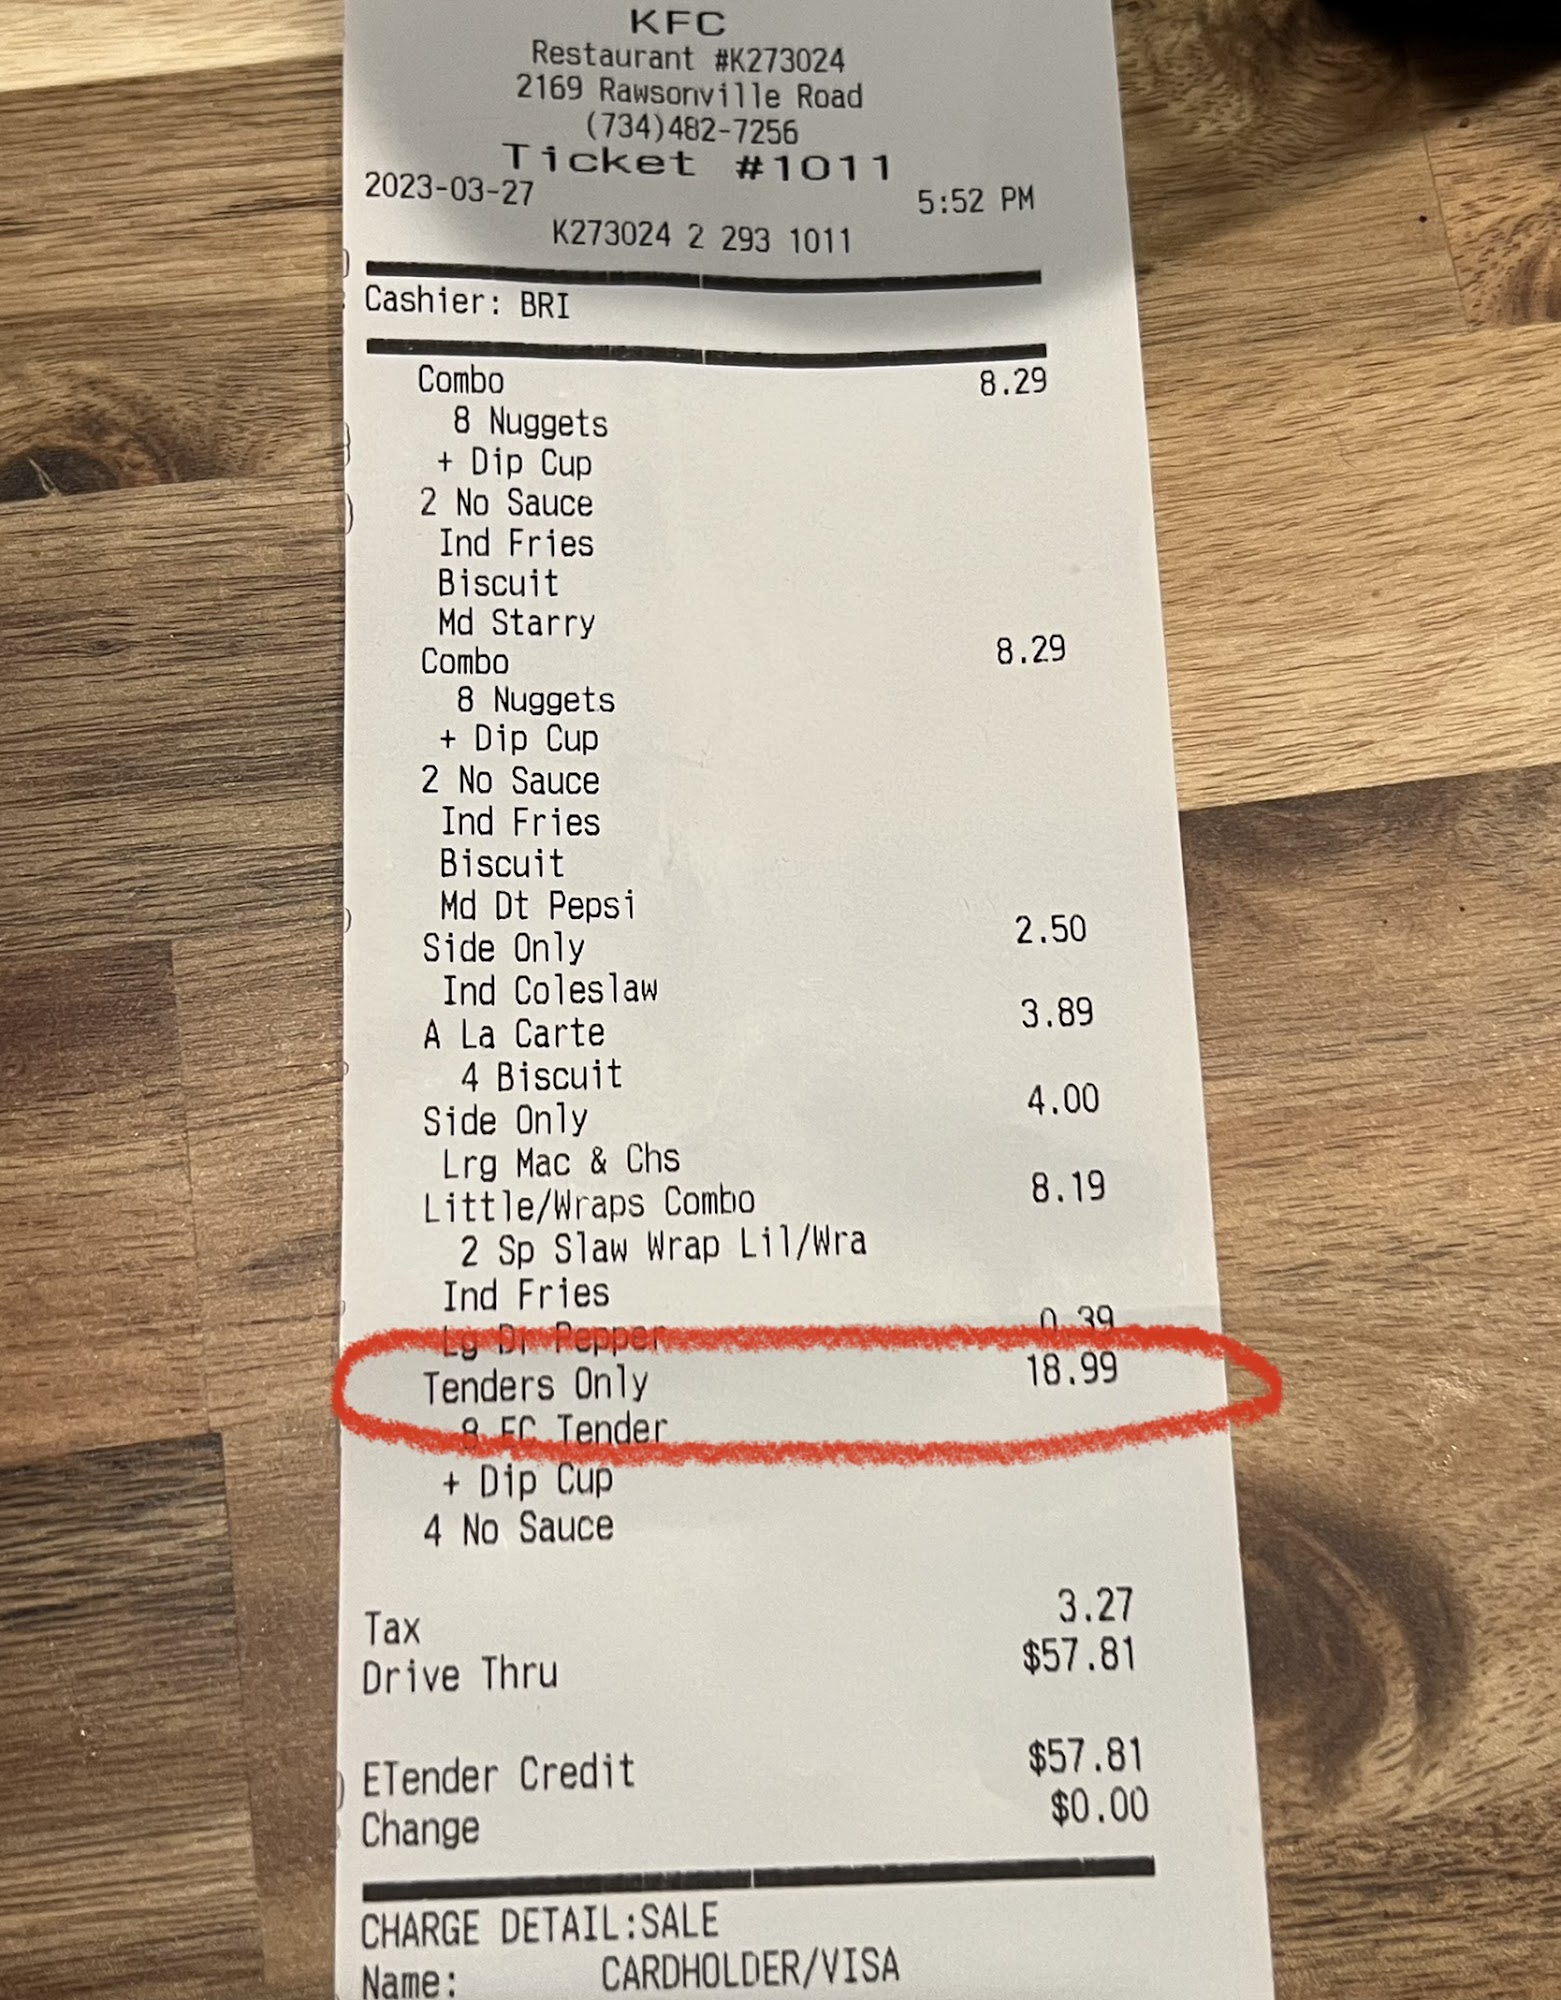 KFC
Restaurant #K273024
2169 Rawsonville Road
(734)482-7256
Ticket #1011
2023-03-27 5:52 PM
K273024 2 293 1011
Cashier: BRI
Combo 8.29
8 Nuggets
+ Dip Cup
2 No Sauce
Ind Fries
Biscuit
Md Starry
Combo 8.29
8 Nuggets
+ Dip Cup
2 No Sauce
Ind Fries
Biscuit
Md Dt Pepsi
Side Only 2.50
Ind Coleslaw
A La Carte 3.89
4 Biscuit
Side Only 4.00
Lrg Mac & Chs
Little/Wraps Combo 8.19
2 Sp Slaw Wrap Lil/Wra
Ind Fries
Lg Dr Pepper 0.39
Tenders Only 18.99
8 EC Tender
+ Dip Cup
4 No Sauce
Tax 3.27
Drive Thru $57.81
ETender Credit $57.81
Change $0.00
CHARGE DETAIL:SALE
Name: CARDHOLDER/VISA